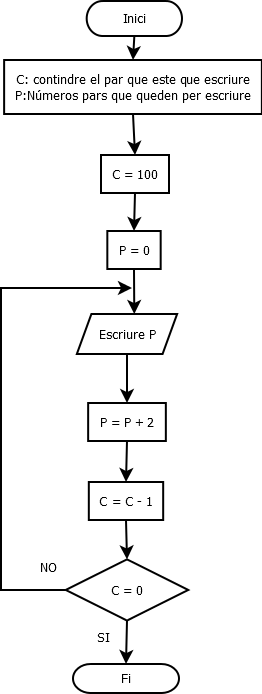 Inici
C: contindre el par que este que escriure
P:Números pars que queden per escriure
C = 100
P = 0
Escriure P
P = P + 2
C = C - 1
NO
C = 0
SI
Fi